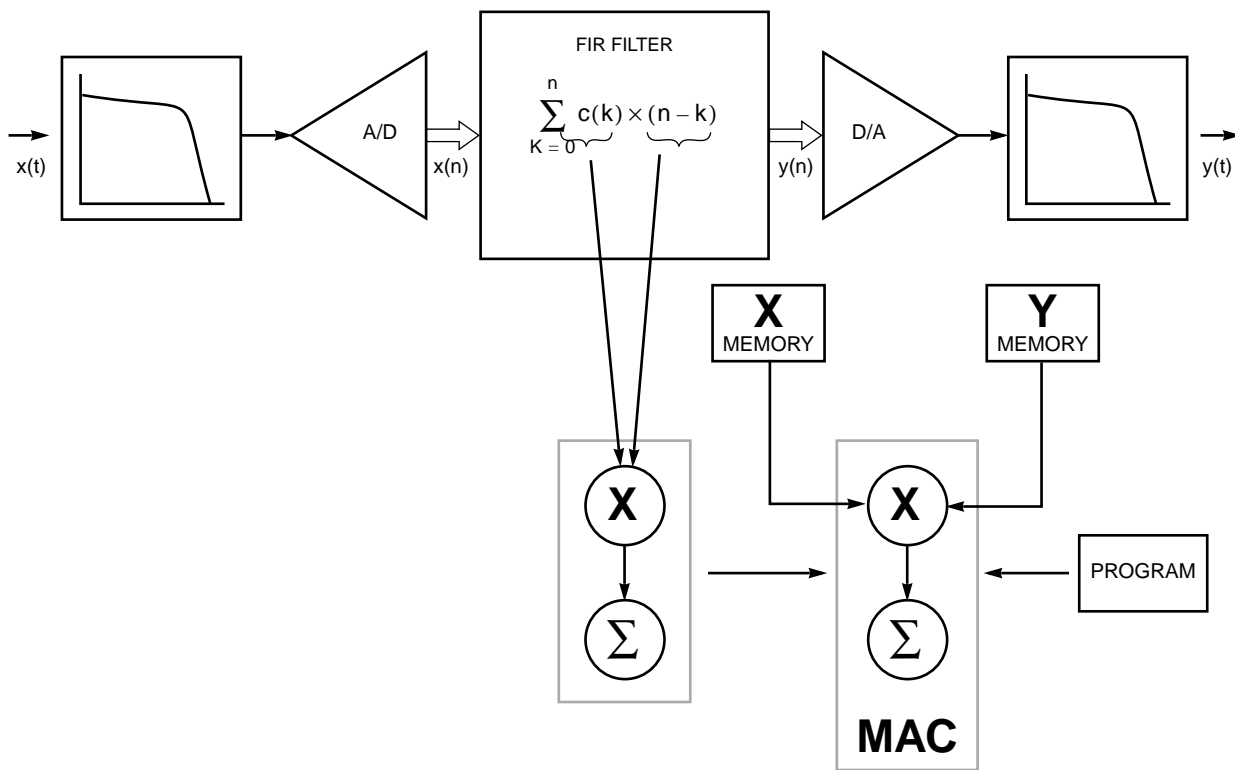 FIR FILTER
n
∑ c(k) × (n – k)
K = 0
A/D
D/A
x(t)
x(n)
y(n)
y(t)
X
MEMORY
Y
MEMORY
X
X
PROGRAM
Σ
Σ
MAC